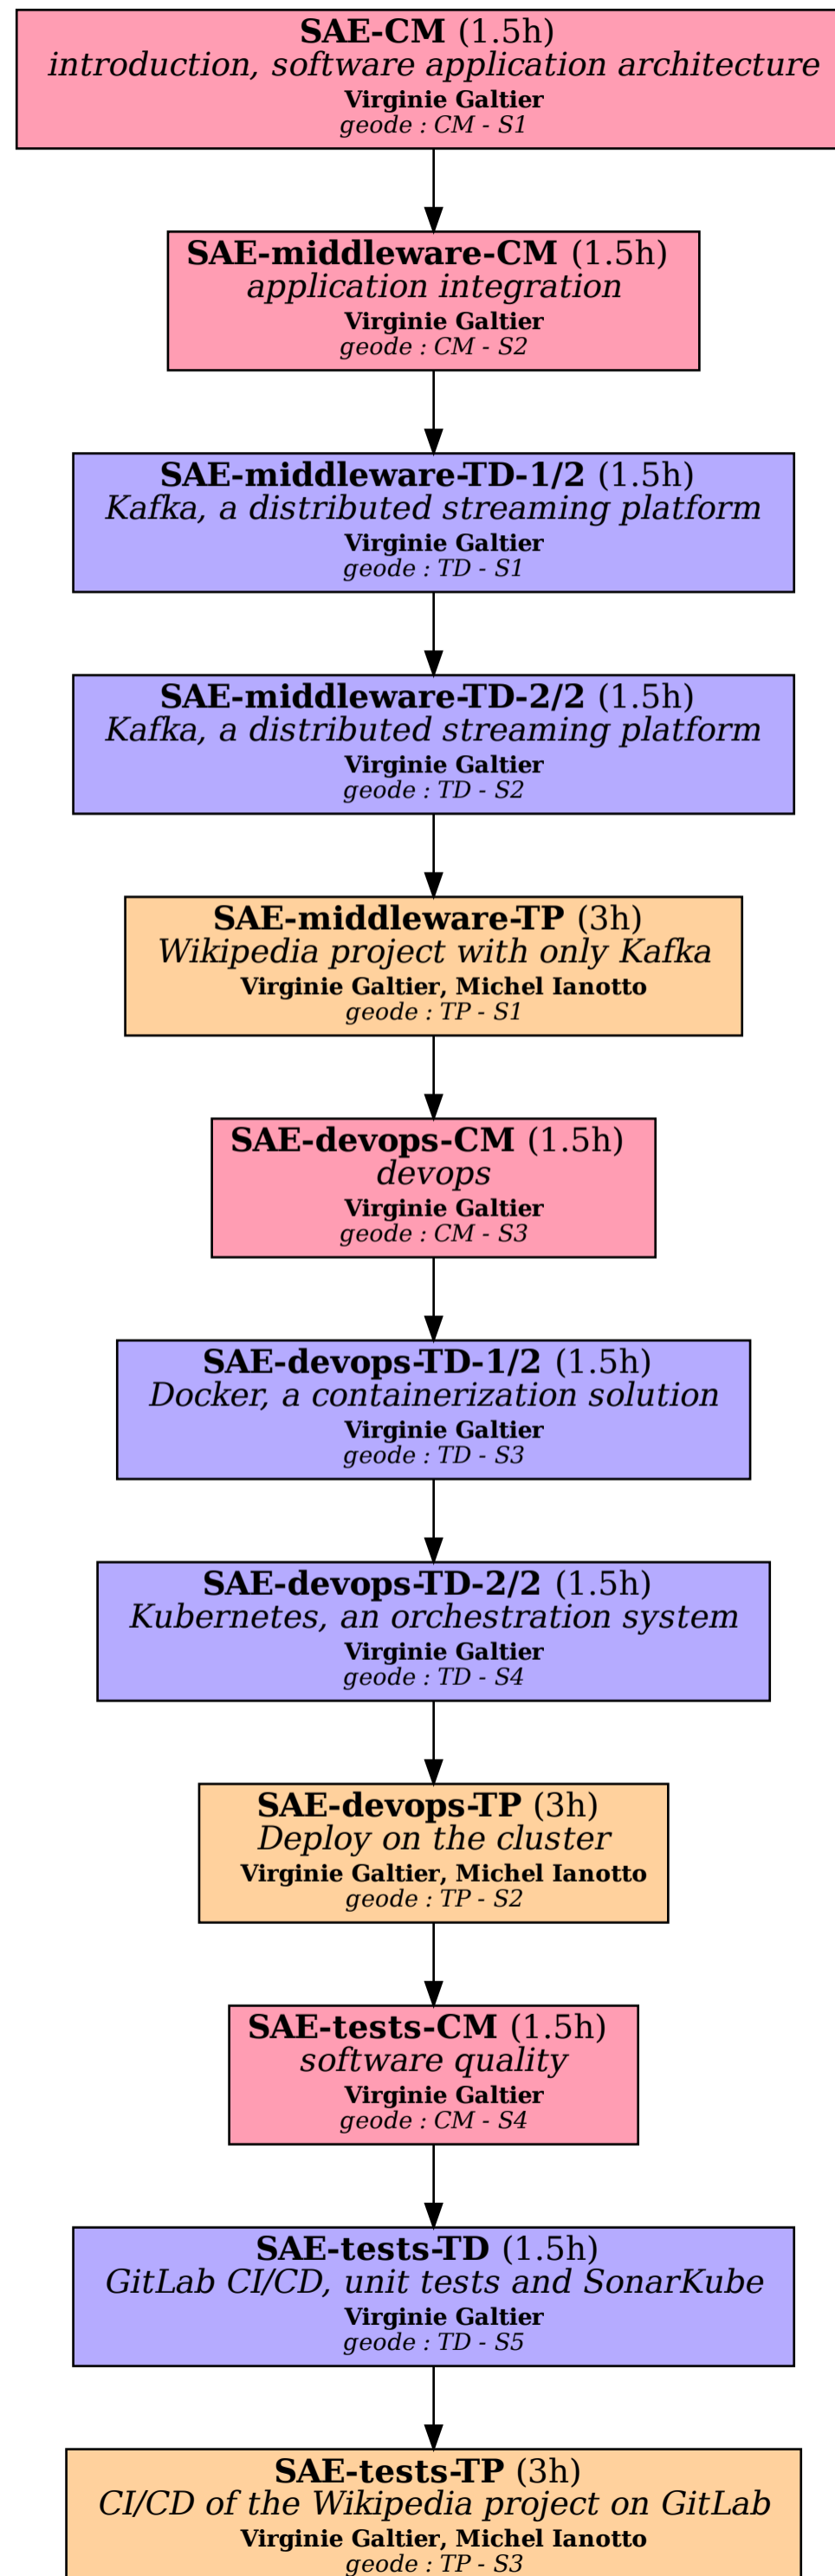 SAE-CM (1.5h)
introduction, software application architecture
Virginie Galtier
geode : CM - S1
SAE-middleware-CM (1.5h)
application integration
Virginie Galtier
geode : CM - S2
SAE-middleware-TD-1/2 (1.5h)
Kafka, a distributed streaming platform
Virginie Galtier
geode : TD - S1
SAE-middleware-TD-2/2 (1.5h)
Kafka, a distributed streaming platform
Virginie Galtier
geode : TD - S2
SAE-middleware-TP (3h)
Wikipedia project with only Kafka
Virginie Galtier, Michel Ianotto
geode : TP - S1
SAE-devops-CM (1.5h)
devops
Virginie Galtier
geode : CM - S3
SAE-devops-TD-1/2 (1.5h)
Docker, a containerization solution
Virginie Galtier
geode : TD - S3
SAE-devops-TD-2/2 (1.5h)
Kubernetes, an orchestration system
Virginie Galtier
geode : TD - S4
SAE-devops-TP (3h)
Deploy on the cluster
Virginie Galtier, Michel Ianotto
geode : TP - S2
SAE-tests-CM (1.5h)
software quality
Virginie Galtier
geode : CM - S4
SAE-tests-TD (1.5h)
GitLab CI/CD, unit tests and SonarKube
Virginie Galtier
geode : TD - S5
SAE-tests-TP (3h)
CI/CD of the Wikipedia project on GitLab
Virginie Galtier, Michel Ianotto
geode : TP - S3